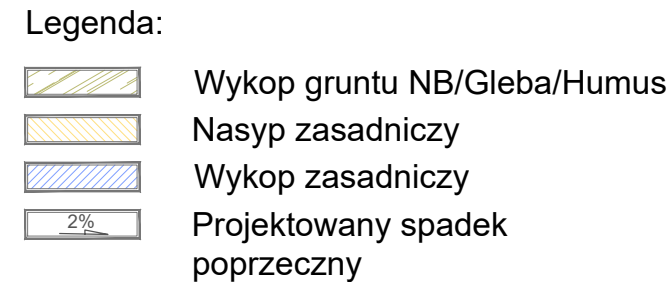 Legenda:
Wykop gruntu NB/Gleba/Humus
Nasyp zasadniczy
Wykop zasadniczy
2%
Projektowany spadek
poprzeczny